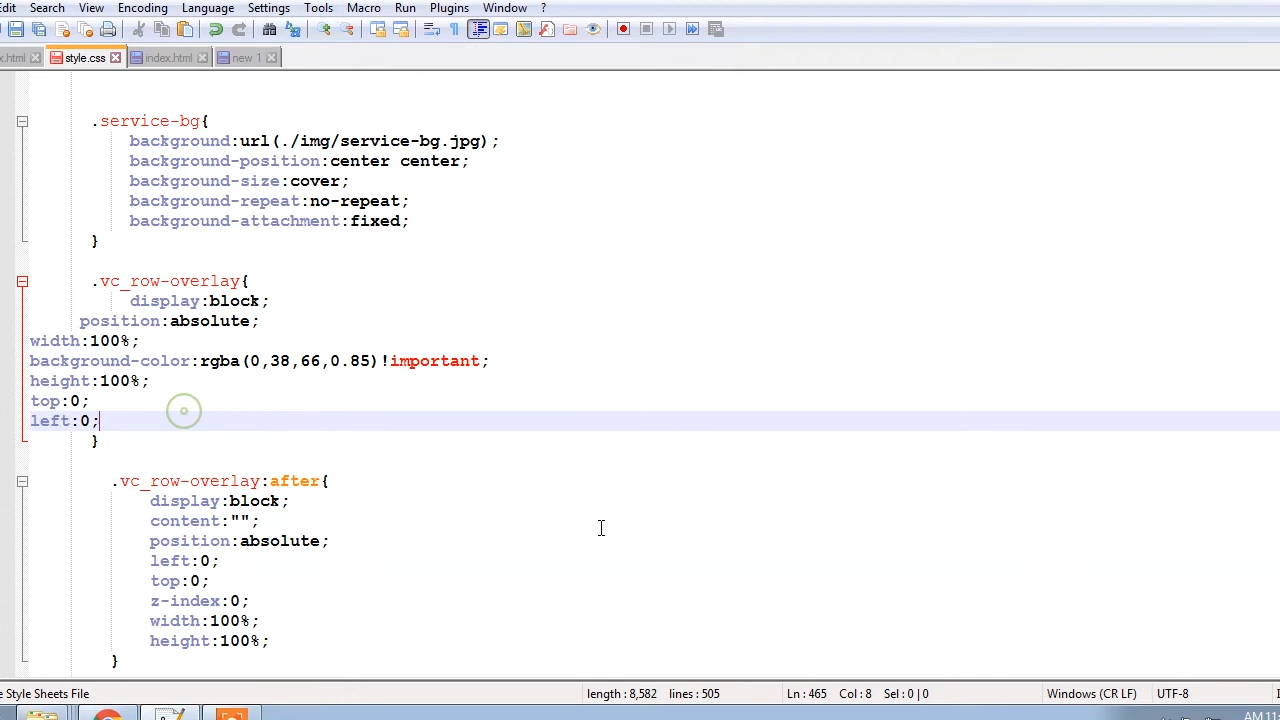 Edit Search View Encoding Language Settings Tools Macro Run Plugins Window ?
x.html style.css index.html new 1
.service-bg{
background:url(./img/service-bg.jpg);
background-position:center center;
background-size:cover;
background-repeat:no-repeat;
background-attachment:fixed;
}
.vc_row-overlay{
display:block;
position:absolute;
width:100%;
background-color:rgba(0,38,66,0.85)!important;
height:100%;
top:0;
left:0;
}
.vc_row-overlay:after{
display:block;
content:"";
position:absolute;
left:0;
top:0;
z-index:0;
width:100%;
height:100%;
}
e Style Sheets File length : 8,582 lines : 505 Ln : 465 Col : 8 Sel : 0 | 0 Windows (CR LF) UTF-8